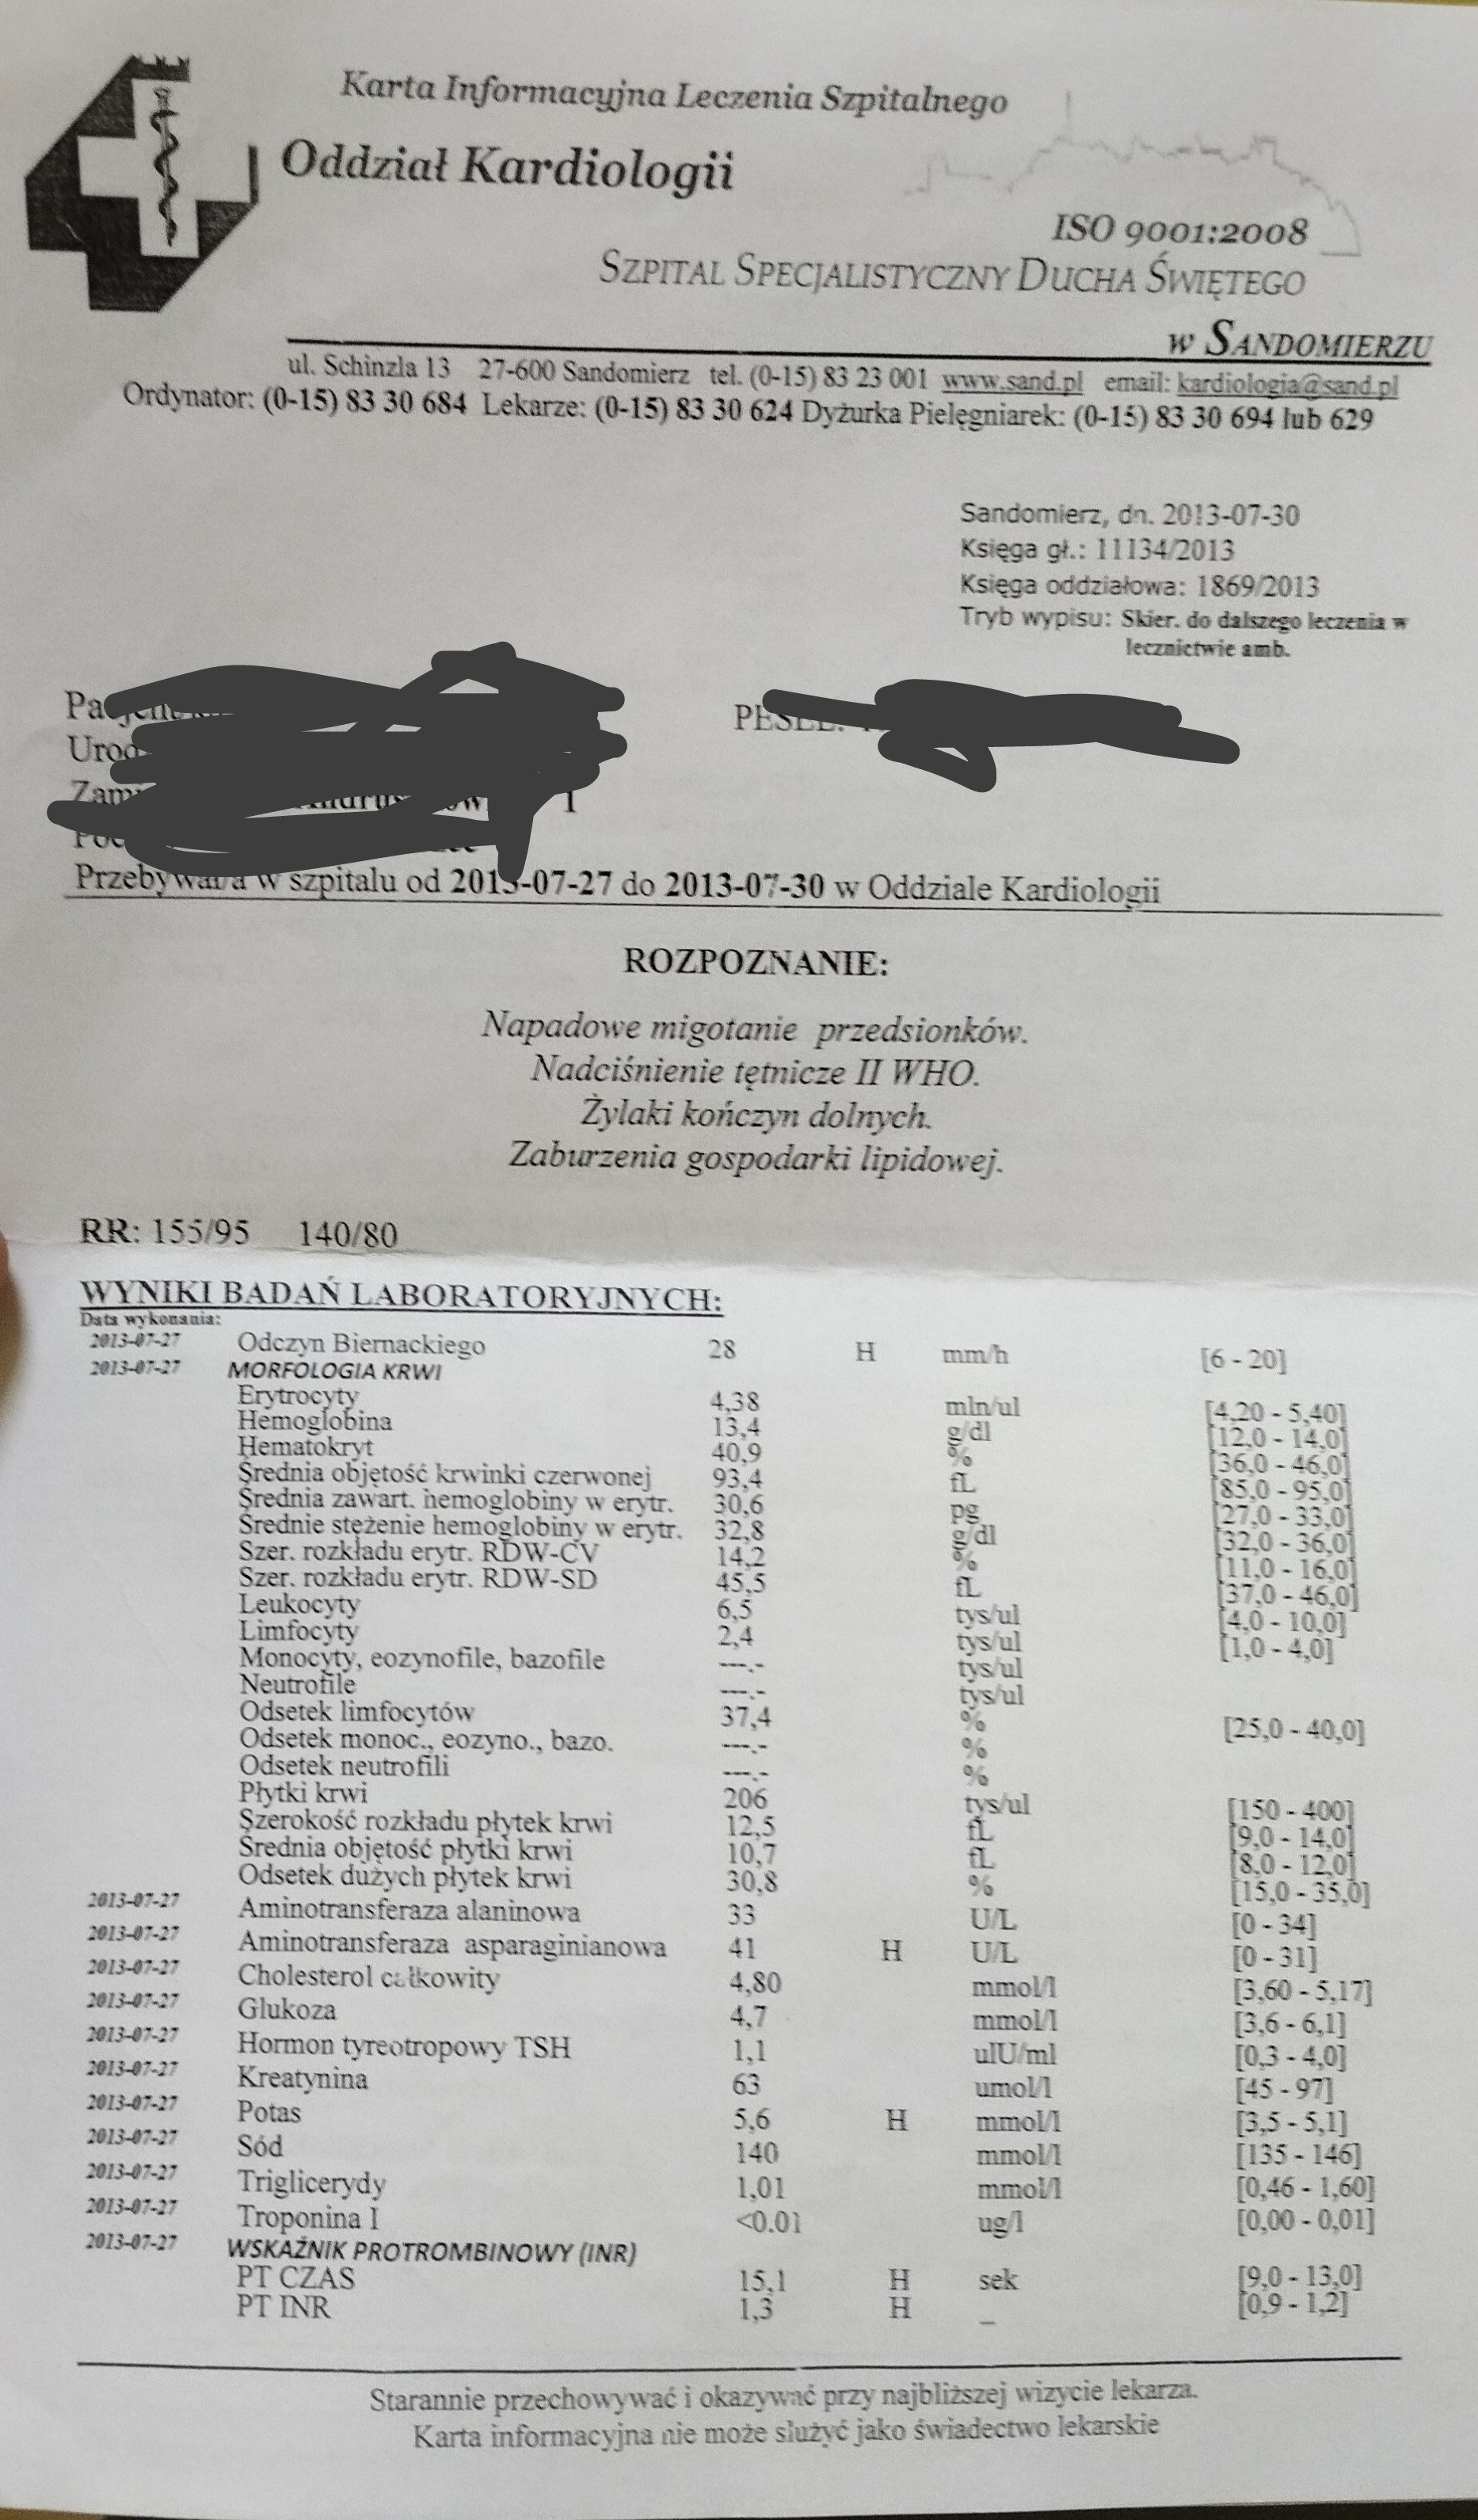 Karta Informacyjna Leczenia Szpitalnego
Oddział Kardiologii
ISO 9001:2008
SZPITAL SPECJALISTYCZNY DUCHA ŚWIĘTEGO
w SANDOMIERZU
ul. Schinzla 13 27-600 Sandomierz tel. (0-15) 83 23 001 www.sand.pl email: kardiologia@sand.pl
Ordynator: (0-15) 83 30 684 Lekarze: (0-15) 83 30 624 Dyżurka Pielęgniarek: (0-15) 83 30 694 lub 629
Sandomierz, dn. 2013-07-30
Księga gł.: 11134/2013
Księga oddziałowa: 1869/2013
Tryb wypisu: Skier. do dalszego leczenia w
lecznictwie amb.
PESEL:
Przebywał/a w szpitalu od 2013-07-27 do 2013-07-30 w Oddziale Kardiologii
ROZPOZNANIE:
Napadowe migotanie przedsionków.
Nadciśnienie tętnicze II WHO.
Żylaki kończyn dolnych.
Zaburzenia gospodarki lipidowej.
RR: 155/95 140/80
WYNIKI BADAŃ LABORATORYJNYCH:
Data wykonania:
2013-07-27 Odczyn Biernackiego 28 H mm/h [6 - 20]
2013-07-27 MORFOLOGIA KRWI
Erytrocyty 4,38 mln/ul [4,20 - 5,40]
Hemoglobina 13,4 g/dl [12,0 - 14,0]
Hematokryt 40,9 % [36,0 - 46,0]
Średnia objętość krwinki czerwonej 93,4 fL [85,0 - 95,0]
Średnia zawart. hemoglobiny w erytr. 30,6 pg [27,0 - 33,0]
Średnie stężenie hemoglobiny w erytr. 32,8 g/dl [32,0 - 36,0]
Szer. rozkładu erytr. RDW-CV 14,2 % [11,0 - 16,0]
Szer. rozkładu erytr. RDW-SD 45,5 fL [37,0 - 46,0]
Leukocyty 6,5 tys/ul [4,0 - 10,0]
Limfocyty 2,4 tys/ul [1,0 - 4,0]
Monocyty, eozynofile, bazofile ---.- tys/ul
Neutrofile ---.- tys/ul
Odsetek limfocytów 37,4 % [25,0 - 40,0]
Odsetek monoc., eozyno., bazo. ---.- %
Odsetek neutrofili ---.- %
Płytki krwi 206 tys/ul [150 - 400]
Szerokość rozkładu płytek krwi 12,5 fL [9,0 - 14,0]
Średnia objętość płytki krwi 10,7 fL [8,0 - 12,0]
Odsetek dużych płytek krwi 30,8 % [15,0 - 35,0]
2013-07-27 Aminotransferaza alaninowa 33 U/L [0 - 34]
2013-07-27 Aminotransferaza asparaginianowa 41 H U/L [0 - 31]
2013-07-27 Cholesterol całkowity 4,80 mmol/l [3,60 - 5,17]
2013-07-27 Glukoza 4,7 mmol/l [3,6 - 6,1]
2013-07-27 Hormon tyreotropowy TSH 1,1 uIU/ml [0,3 - 4,0]
2013-07-27 Kreatynina 63 umol/l [45 - 97]
2013-07-27 Potas 5,6 H mmol/l [3,5 - 5,1]
2013-07-27 Sód 140 mmol/l [135 - 146]
2013-07-27 Triglicerydy 1,01 mmol/l [0,46 - 1,60]
2013-07-27 Troponina I <0.01 ug/l [0,00 - 0,01]
2013-07-27 WSKAŹNIK PROTROMBINOWY (INR)
PT CZAS 15,1 H sek [9,0 - 13,0]
PT INR 1,3 H _ [0,9 - 1,2]
Starannie przechowywać i okazywać przy najbliższej wizycie lekarza.
Karta informacyjna nie może służyć jako świadectwo lekarskie